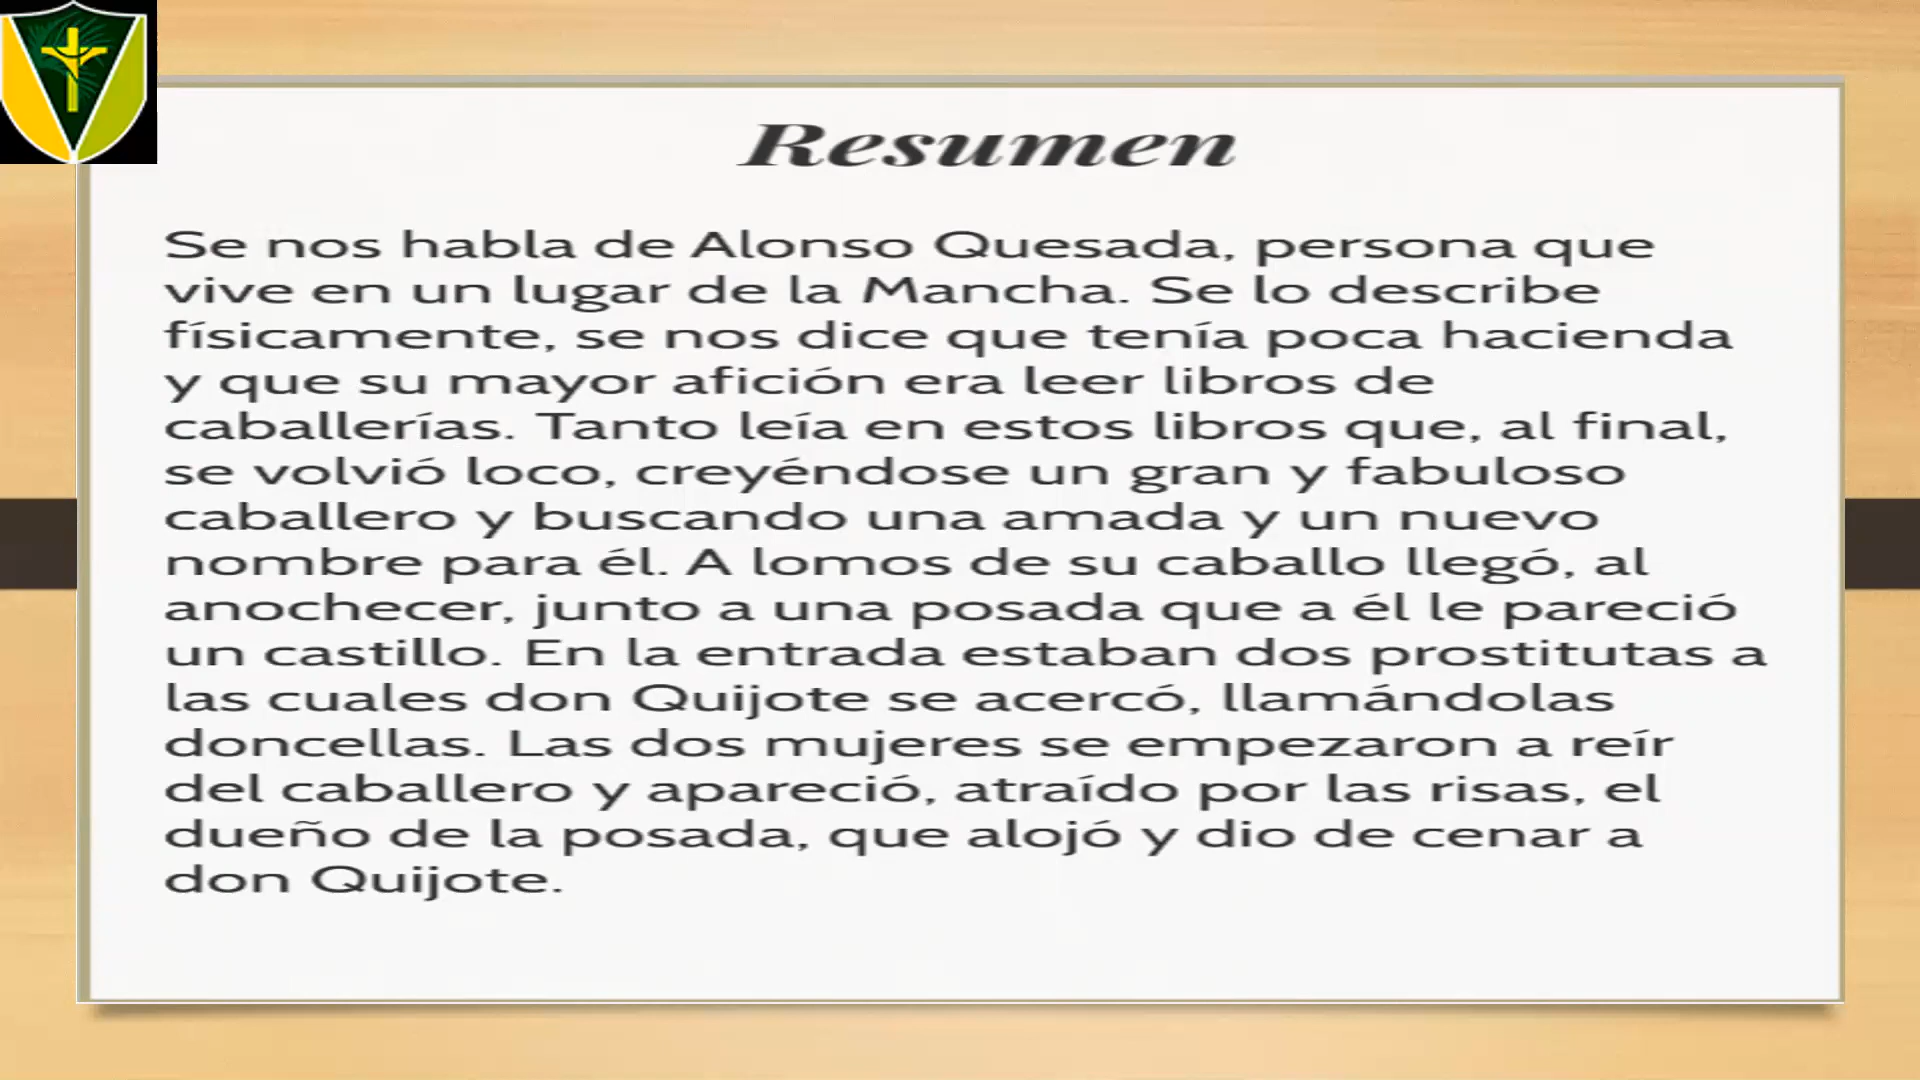 Resumen
Se nos habla de Alonso Quesada, persona que
vive en un lugar de la Mancha. Se lo describe
físicamente, se nos dice que tenía poca hacienda
y que su mayor afición era leer libros de
caballerías. Tanto leía en estos libros que, al final,
se volvió loco, creyéndose un gran y fabuloso
caballero y buscando una amada y un nuevo
nombre para él. A lomos de su caballo llegó, al
anochecer, junto a una posada que a él le pareció
un castillo. En la entrada estaban dos prostitutas a
las cuales don Quijote se acercó, llamándolas
doncellas. Las dos mujeres se empezaron a reír
del caballero y apareció, atraído por las risas, el
dueño de la posada, que alojó y dio de cenar a
don Quijote.